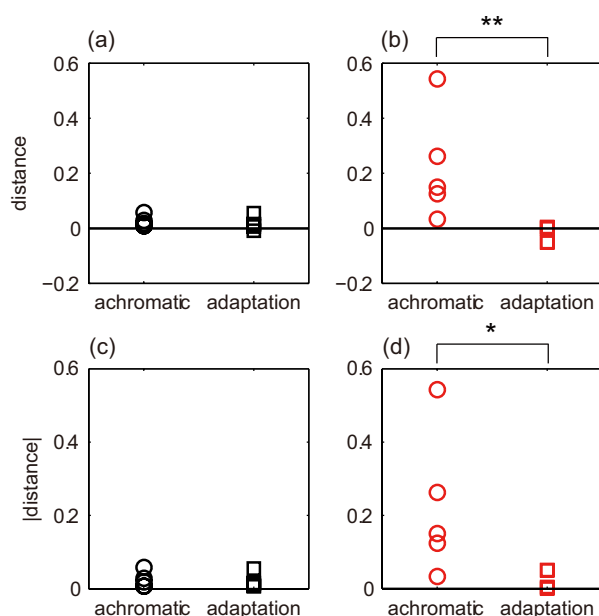 (a)
(b)
**
distance
0.6
0.4
0.2
0
−0.2
achromatic
adaptation
0.6
0.4
0.2
0
−0.2
achromatic
adaptation
(c)
(d)
*
|distance|
0.6
0.4
0.2
0
achromatic
adaptation
0.6
0.4
0.2
0
achromatic
adaptation